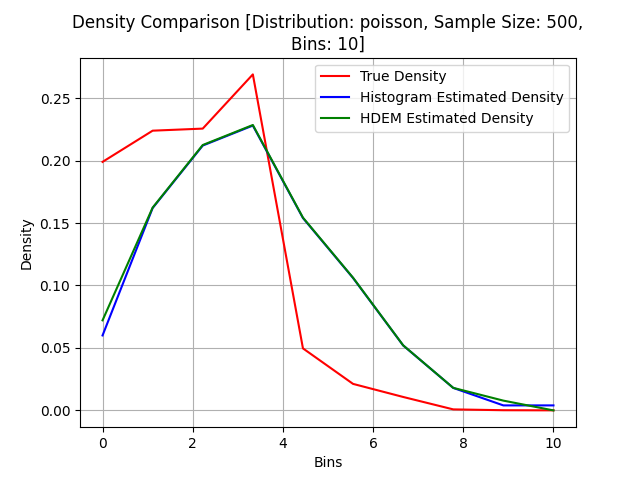 Density Comparison [Distribution: poisson, Sample Size: 500,
Bins: 10]
True Density
Histogram Estimated Density
HDEM Estimated Density
Density
0.25
0.20
0.15
0.10
0.05
0.00
0 2 4 6 8 10
Bins